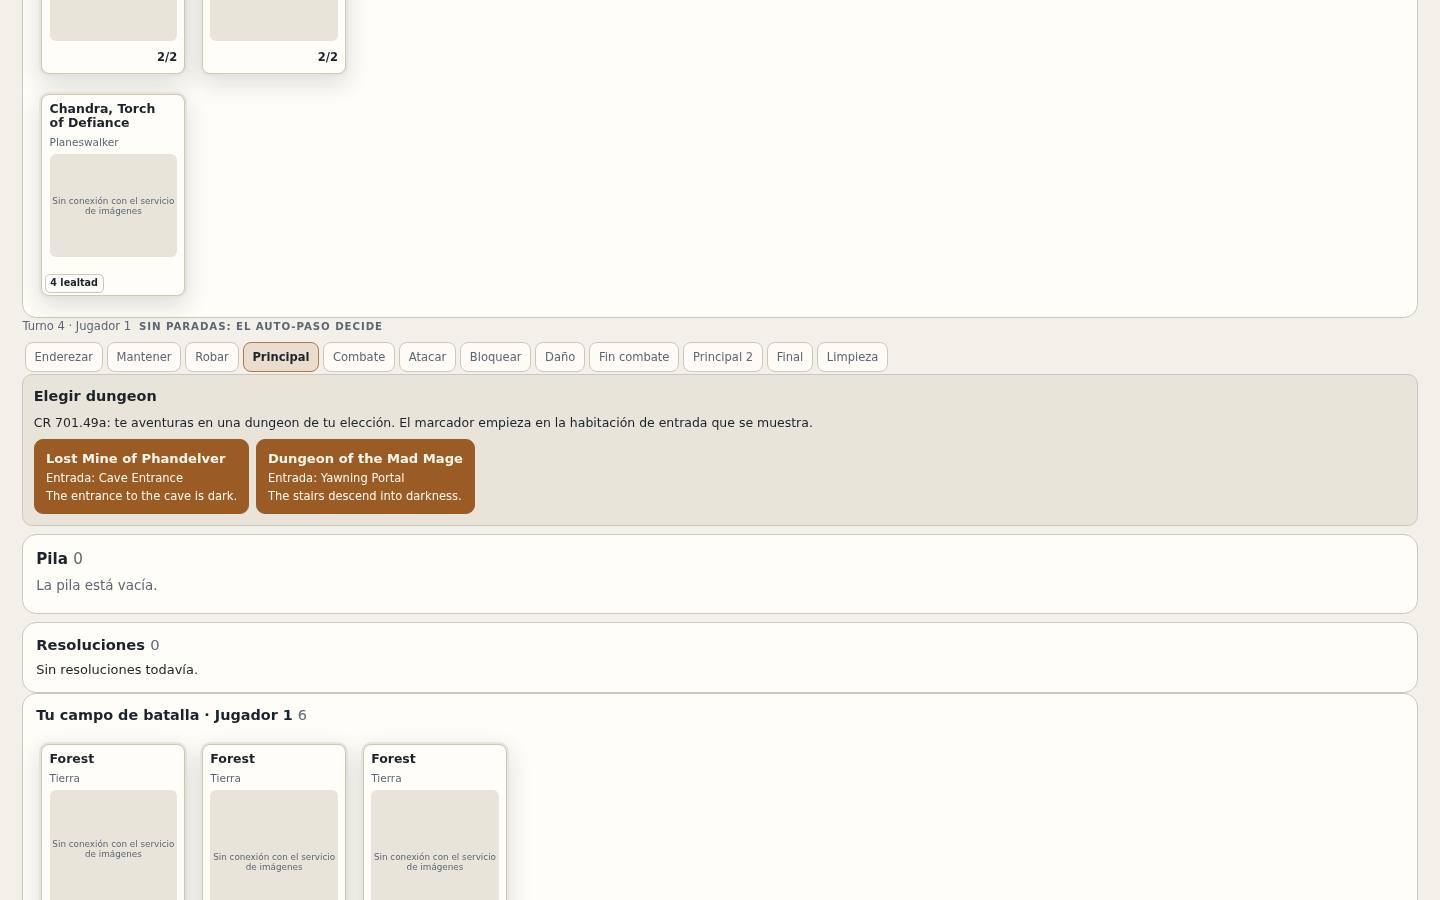 2/2
2/2
Chandra, Torch
of Defiance
Planeswalker
Sin conexión con el servicio
de imágenes
4 lealtad
Turno 4 · Jugador 1 SIN PARADAS: EL AUTO-PASO DECIDE
Enderezar Mantener Robar Principal Combate Atacar Bloquear Daño Fin combate Principal 2 Final Limpieza
Elegir dungeon
CR 701.49a: te aventuras en una dungeon de tu elección. El marcador empieza en la habitación de entrada que se muestra.
Lost Mine of Phandelver
Entrada: Cave Entrance
The entrance to the cave is dark.
Dungeon of the Mad Mage
Entrada: Yawning Portal
The stairs descend into darkness.
Pila 0
La pila está vacía.
Resoluciones 0
Sin resoluciones todavía.
Tu campo de batalla · Jugador 1 6
Forest
Tierra
Sin conexión con el servicio
de imágenes
Forest
Tierra
Sin conexión con el servicio
de imágenes
Forest
Tierra
Sin conexión con el servicio
de imágenes